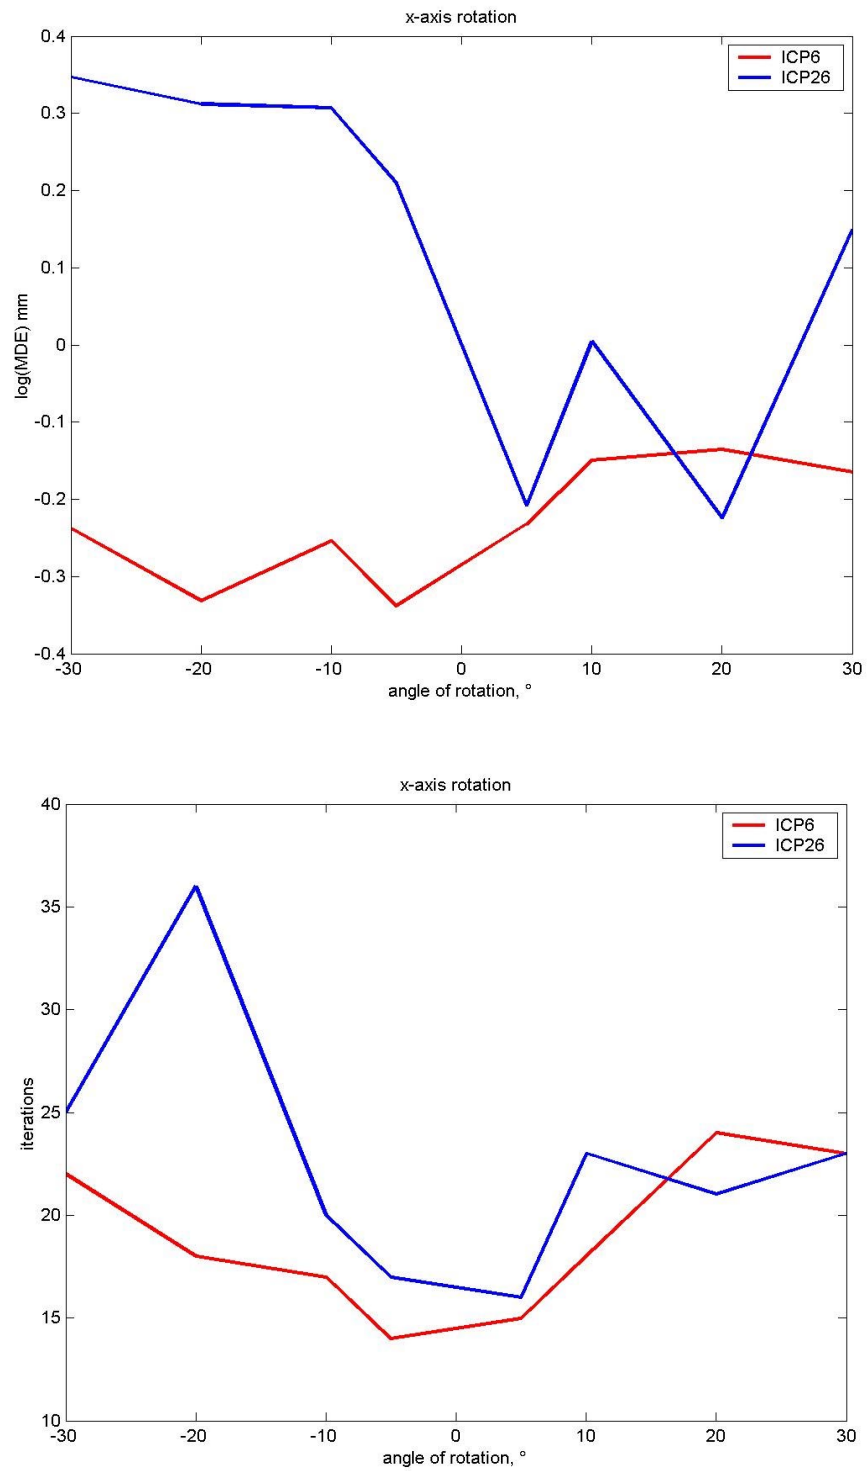 x-axis rotation
0.4
0.3
0.2
0.1
0
-0.1
-0.2
-0.3
-0.4
log(MDE) mm
ICP6
ICP26
-30 -20 -10 0 10 20 30
angle of rotation, °
x-axis rotation
40
35
30
25
20
15
10
iterations
ICP6
ICP26
-30 -20 -10 0 10 20 30
angle of rotation, °